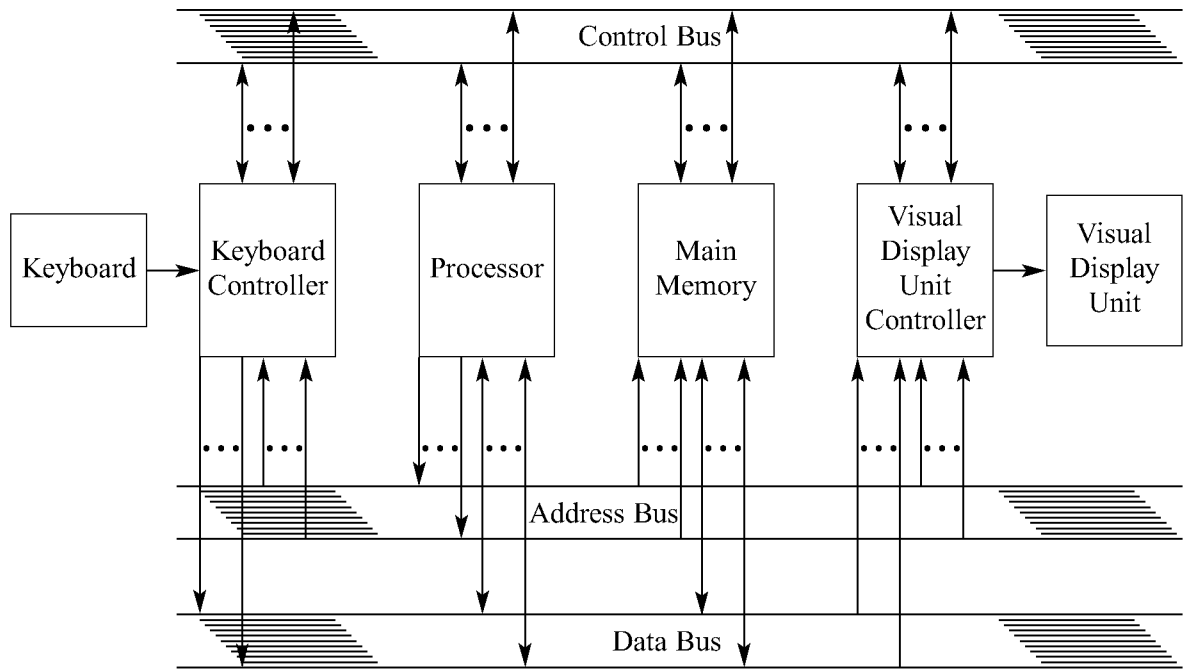 Control Bus
Keyboard
Keyboard
Controller
Processor
Main
Memory
Visual
Display
Unit
Controller
Visual
Display
Unit
Address Bus
Data Bus